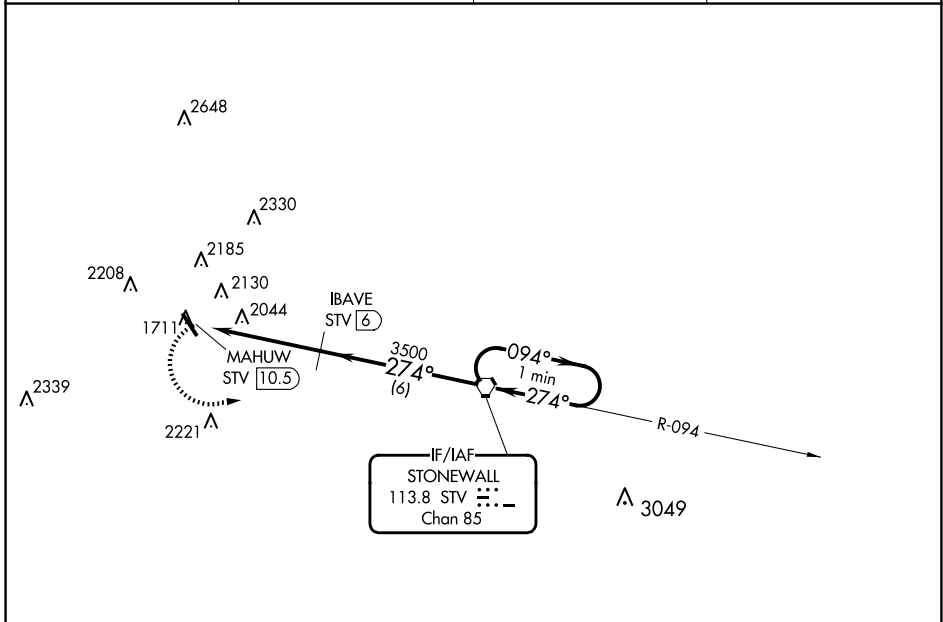 2648
2330
2185
2208
2130
2044
1711
IBAVE
STV 6
MAHUW
STV 10.5
3500
274°
(6)
094°
1 min
274°
R-094
2339
2221
IF/IAF
STONEWALL
113.8 STV
Chan 85
3049